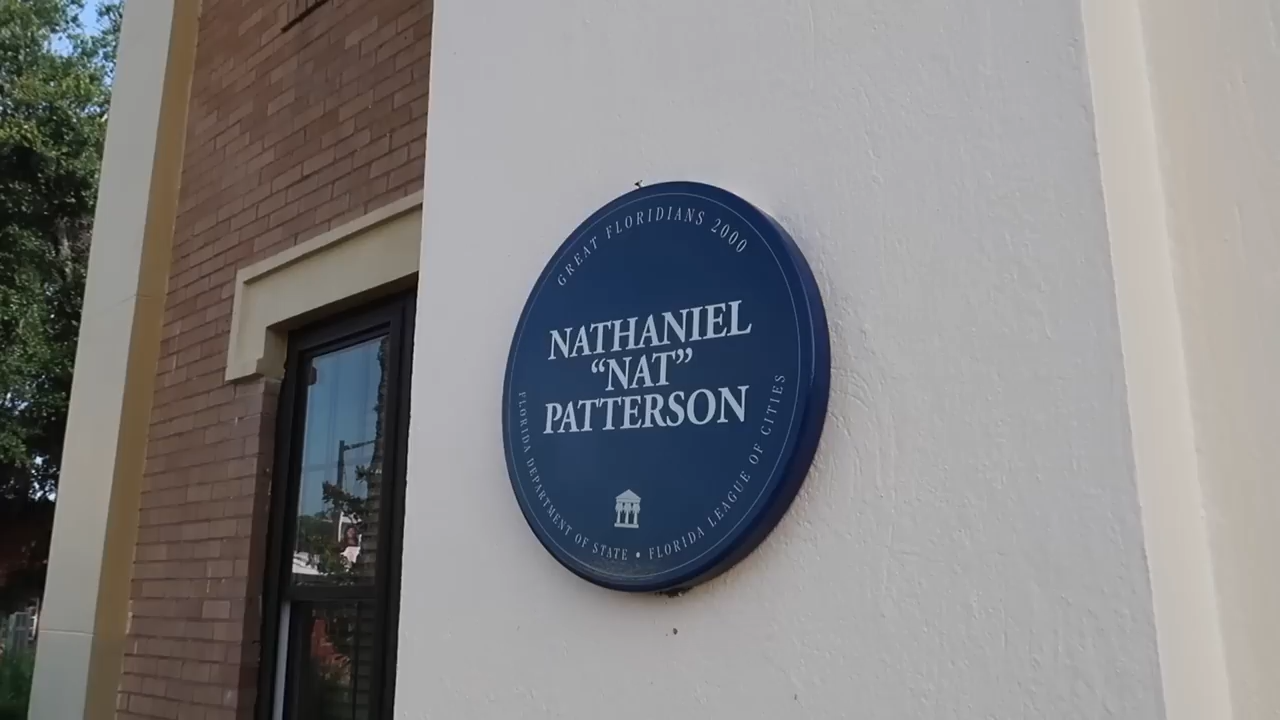 GREAT FLORIDIANS 2000
NATHANIEL
“NAT”
PATTERSON
FLORIDA DEPARTMENT OF STATE • FLORIDA LEAGUE OF CITIES